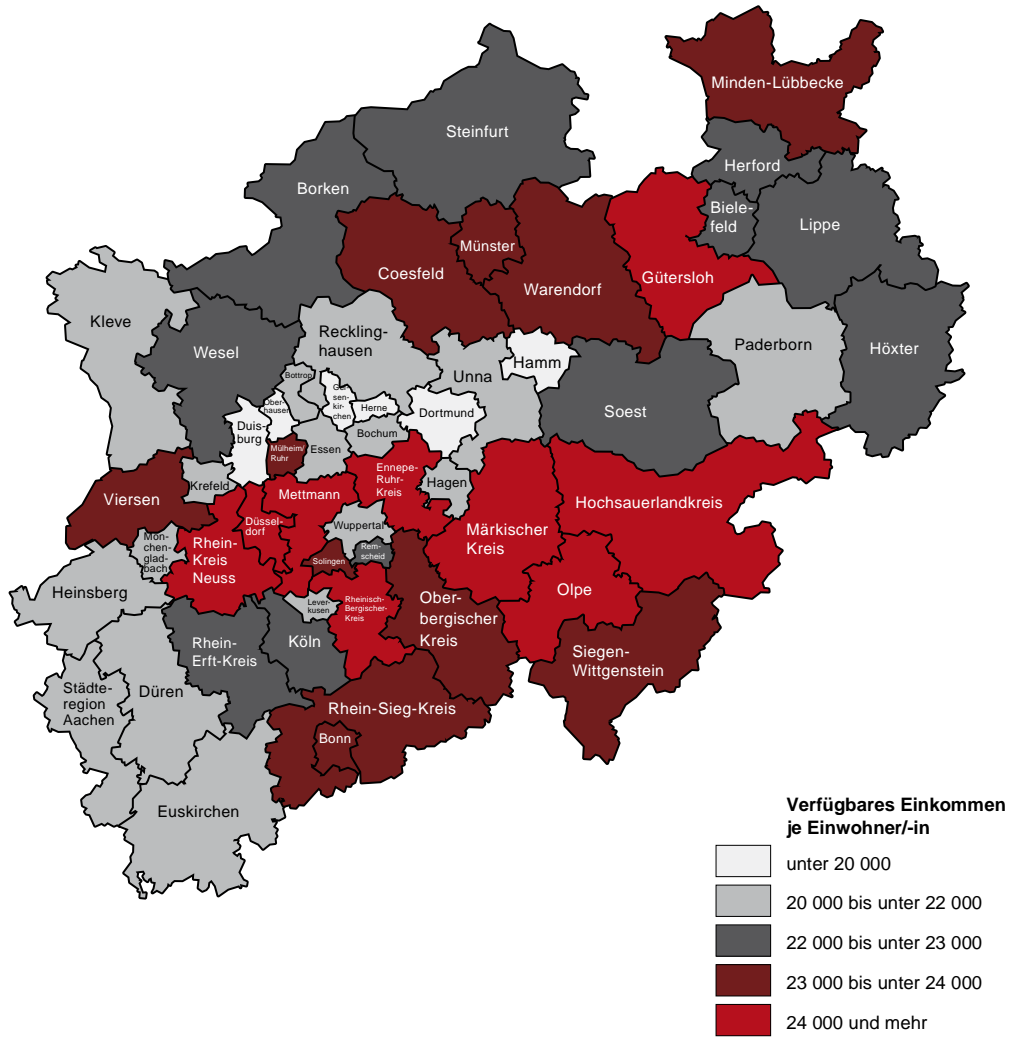 Minden-Lübbecke
Steinfurt
Herford
Borken
Biele-
feld
Lippe
Münster
Coesfeld
Warendorf
Gütersloh
Kleve
Reckling-
hausen
Wesel
Paderborn
Höxter
Hamm
Unna
Bottrop
Gel-
senkir-
chen
Ober-
hausen
Herne
Dortmund
Soest
Duis-
burg
Mülheim/
Ruhr
Essen
Bochum
Ennepe-
Ruhr-
Kreis
Hagen
Krefeld
Viersen
Mettmann
Hochsauerlandkreis
Düssel-
dorf
Wuppertal
Märkischer
Kreis
Mön-
chen-
glad-
bach
Rhein-
Kreis
Neuss
Rem-
scheid
Solingen
Heinsberg
Lever-
kusen
Rheinisch-
Bergischer-
Kreis
Ober-
bergischer
Kreis
Olpe
Rhein-
Erft-Kreis
Köln
Siegen-
Wittgenstein
Städte-
region
Aachen
Düren
Rhein-Sieg-Kreis
Bonn
Euskirchen
Verfügbares Einkommen
je Einwohner/-in
unter 20 000
20 000 bis unter 22 000
22 000 bis unter 23 000
23 000 bis unter 24 000
24 000 und mehr